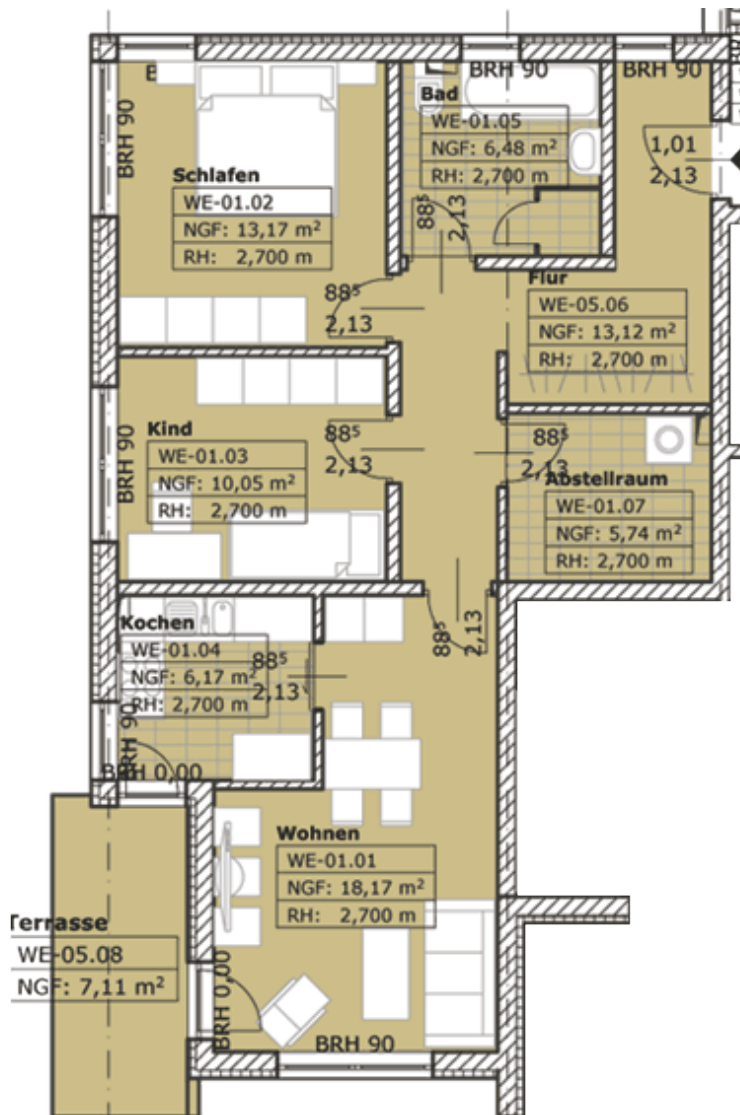 BRH 90
BRH 90
BRH 90
Bad
WE-01.05
NGF: 6,48 m²
RH: 2,700 m
1,01
2,13
Schlafen
WE-01.02
NGF: 13,17 m²
RH: 2,700 m
88⁵
2,13
88⁵
2,13
Flur
WE-05.06
NGF: 13,12 m²
RH: 2,700 m
Kind
WE-01.03
NGF: 10,05 m²
RH: 2,700 m
BRH 90
88⁵
2,13
88⁵
2,13
Abstellraum
WE-01.07
NGF: 5,74 m²
RH: 2,700 m
Kochen
WE-01.04
NGF: 6,17 m²
RH: 2,700 m
88⁵
2,13
88⁵
2,13
BRH 90
BRH 0,00
Wohnen
WE-01.01
NGF: 18,17 m²
RH: 2,700 m
Terrasse
WE-05.08
NGF: 7,11 m²
BRH 0,00
BRH 90